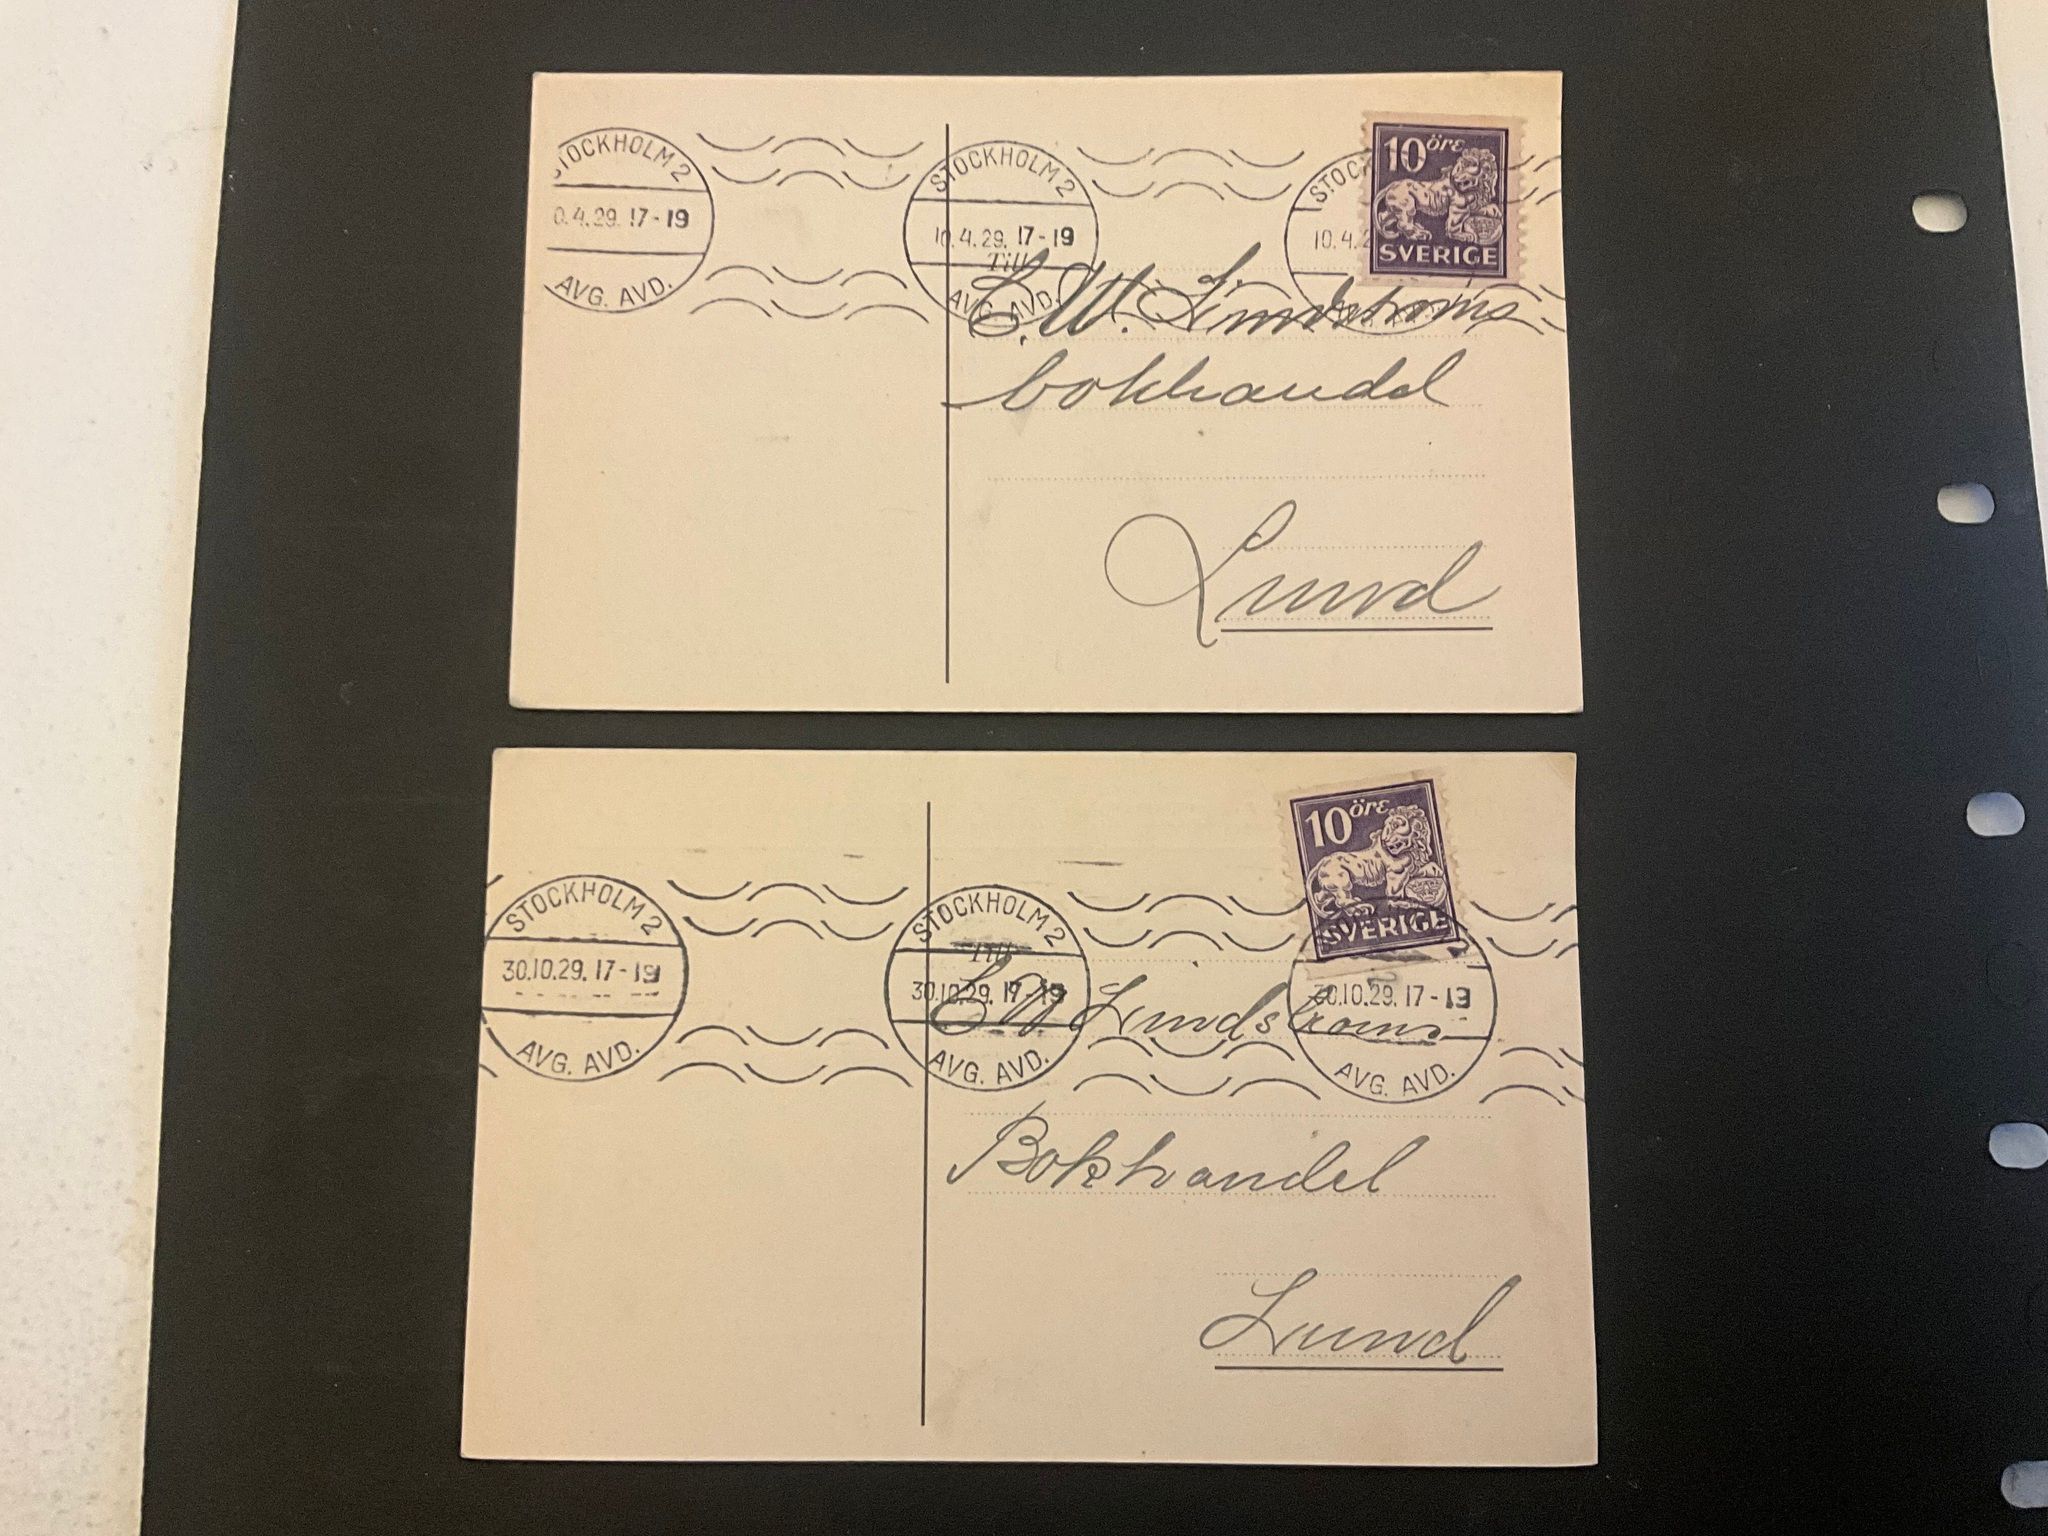 STOCKHOLM 2
0.4.29. 17-19
AVG. AVD.
STOCKHOLM 2
10.4.29. 17-19
AVG. AVD.
STOC
10.4.2
10 öre
SVERIGE
Till
C. W. Lindströms
bokhandel
Lund
STOCKHOLM 2
30.10.29. 17-19
AVG. AVD.
STOCKHOLM 2
30.10.29. 17-19
AVG. AVD.
10 öre
SVERIGE
30.10.29. 17-19
AVG. AVD.
Till
C W Lindströms
Bokhandel
Lund